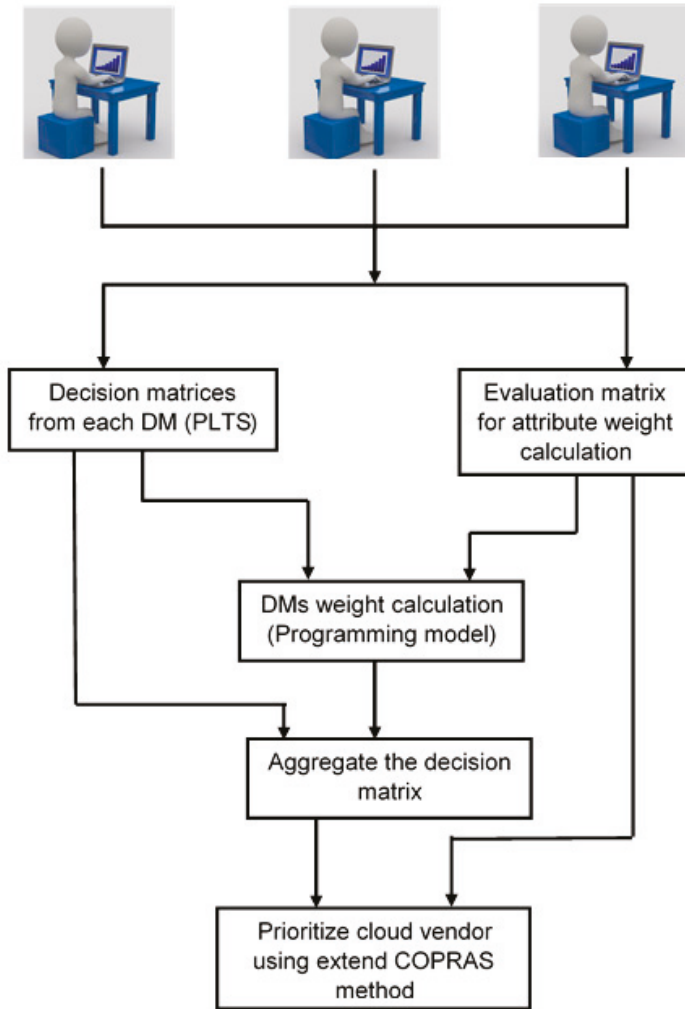 Decision matrices
from each DM (PLTS)
Evaluation matrix
for attribute weight
calculation
DMs weight calculation
(Programming model)
Aggregate the decision
matrix
Prioritize cloud vendor
using extend COPRAS
method